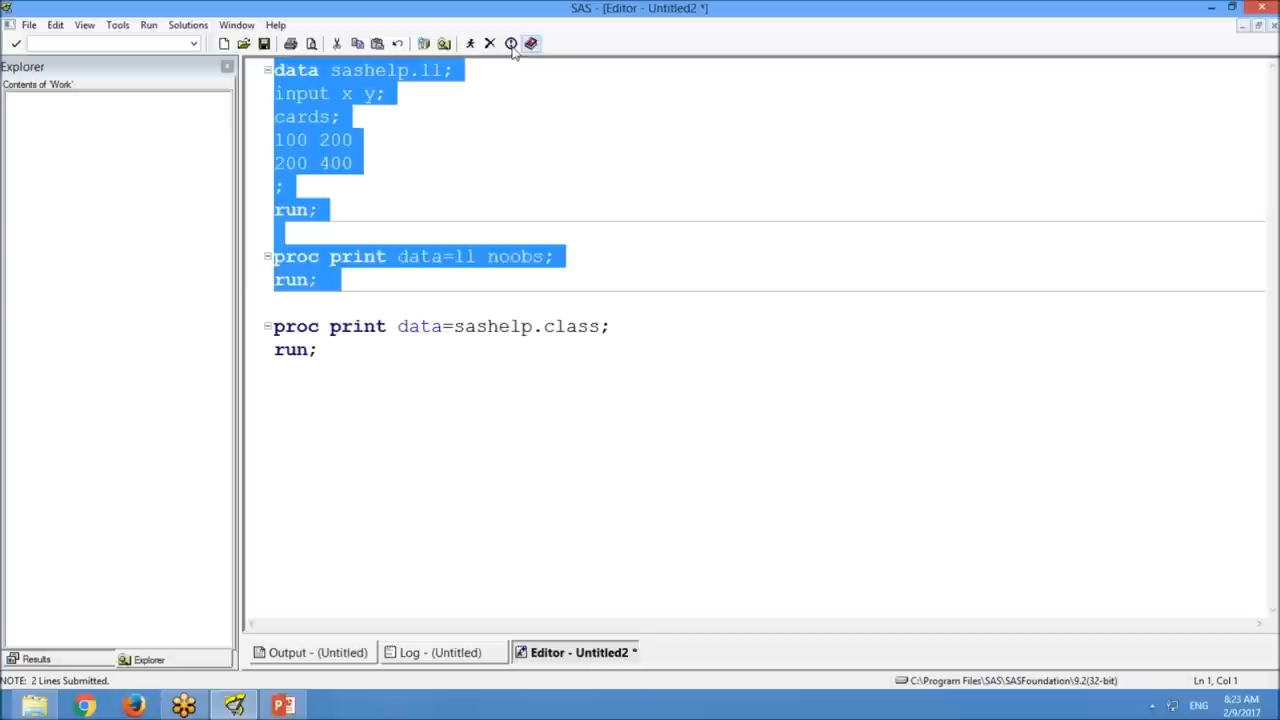 SAS - [Editor - Untitled2 *]
File Edit View Tools Run Solutions Window Help
Explorer
Contents of 'Work'
data sashelp.ll;
input x y;
cards;
100 200
200 400
;
run;
proc print data=ll noobs;
run;
proc print data=sashelp.class;
run;
Results Explorer
Output - (Untitled) Log - (Untitled) Editor - Untitled2 *
NOTE: 2 Lines Submitted. C:\Program Files\SAS\SASFoundation\9.2(32-bit) Ln 1, Col 1
ENG 8:23 AM
2/9/2017